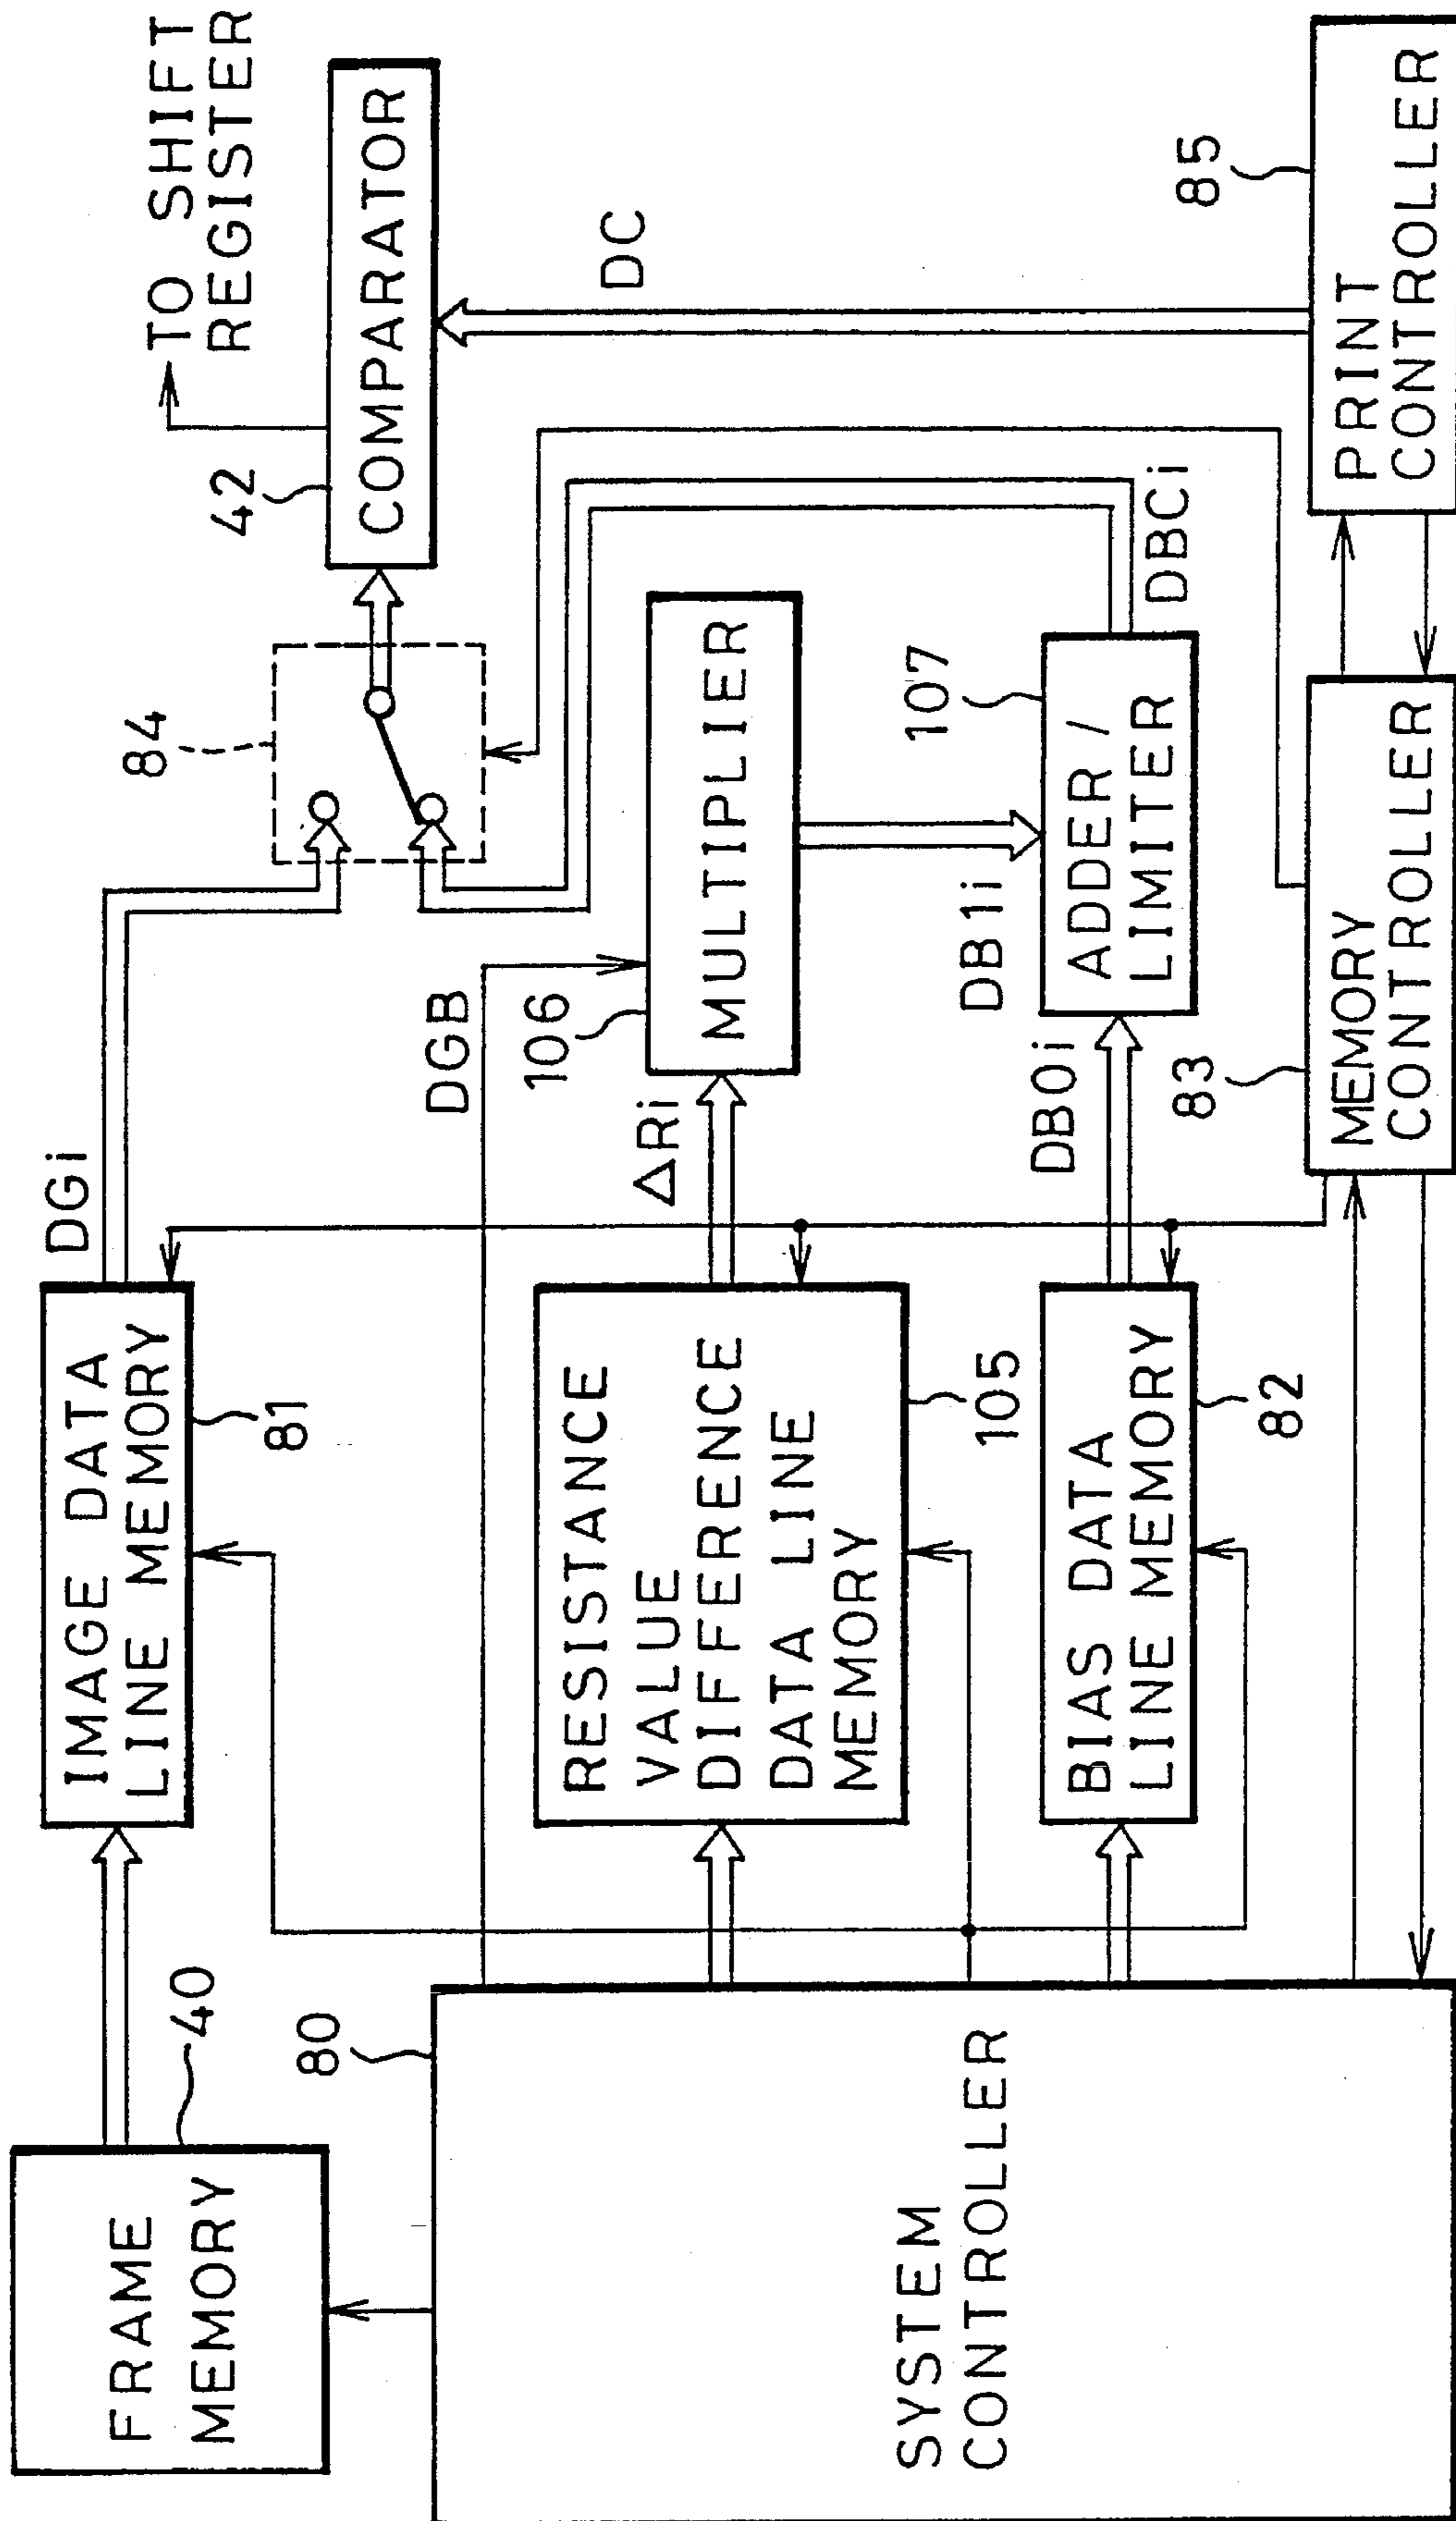 FRAME
MEMORY
40
IMAGE DATA
LINE MEMORY
81
DGi
84
42
COMPARATOR
TO SHIFT
REGISTER
80
SYSTEM
CONTROLLER
DGB
RESISTANCE
VALUE
DIFFERENCE
DATA LINE
MEMORY
105
ΔRi
106
MULTIPLIER
DC
BIAS DATA
LINE MEMORY
82
DB0i
DB1i
107
ADDER /
LIMITER
DBCi
83
MEMORY
CONTROLLER
85
PRINT
CONTROLLER